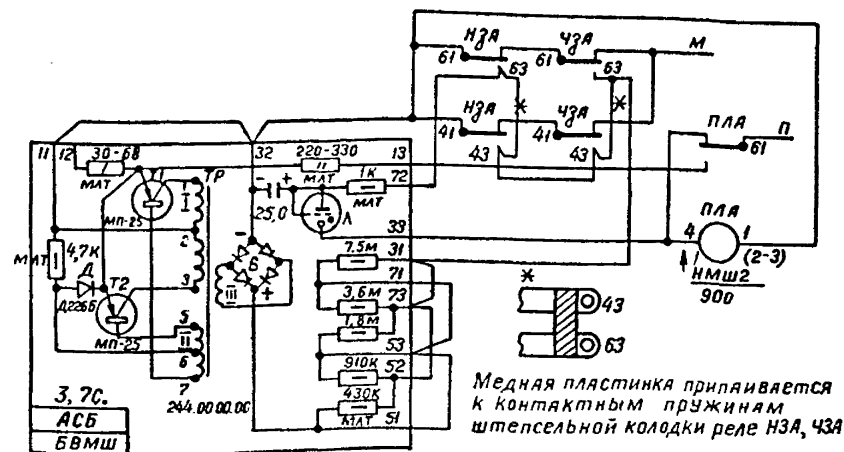 НЗА ЧЗА М
61 63 61 63
*
НЗА ЧЗА
*
41 43 41 43
ПЛА П
61
11 12 30-68 32 220-330 13
МЛТ Т1 I ТР МЛТ 72
1
МП-25
- + 1К
25,0 Л МЛТ
33
4 ПЛА 1
(2-3)
НМШ2
900
2
4,7К
МЛТ
Д Т2
Д226Б
3
МП-25
-
Б
+
III
7.5М 31
71
3,6М 73
1,8М
53
910К 52
430К
МЛТ 51
5
II
6
7
244.00.00.00
*
43
63
3, 7С.
АСБ
БВМШ
Медная пластинка припаивается
к контактным пружинам
штепсельной колодки реле НЗА, ЧЗА